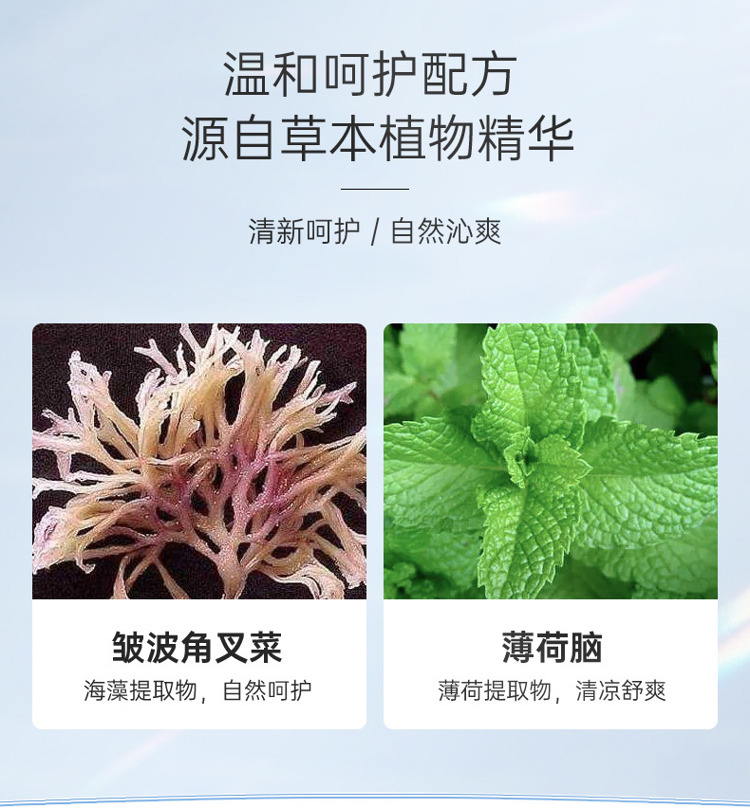 温和呵护配方
源自草本植物精华
清新呵护 / 自然沁爽
皱波角叉菜
海藻提取物，自然呵护
薄荷脑
薄荷提取物，清凉舒爽